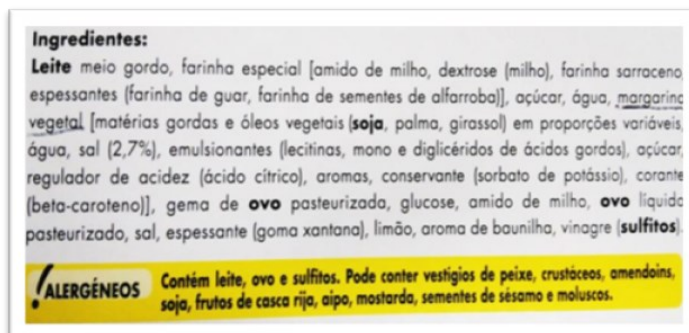 Ingredientes:
Leite meio gordo, farinha especial [amido de milho, dextrose (milho), farinha sarraceno,
espessantes (farinha de guar, farinha de sementes de alfarroba)], açúcar, água, margarina
vegetal [matérias gordas e óleos vegetais (soja, palma, girassol) em proporções variáveis,
água, sal (2,7%), emulsionantes (lecitinas, mono e diglicéridos de ácidos gordos), açúcar,
regulador de acidez (ácido cítrico), aromas, conservante (sorbato de potássio), corante
(beta-caroteno)], gema de ovo pasteurizada, glucose, amido de milho, ovo líquido
pasteurizado, sal, espessante (goma xantana), limão, aroma de baunilha, vinagre (sulfitos).
ALERGÉNEOS
Contém leite, ovo e sulfitos. Pode conter vestígios de peixe, crustáceos, amendoins,
soja, frutos de casca rija, aipo, mostarda, sementes de sésamo e moluscos.